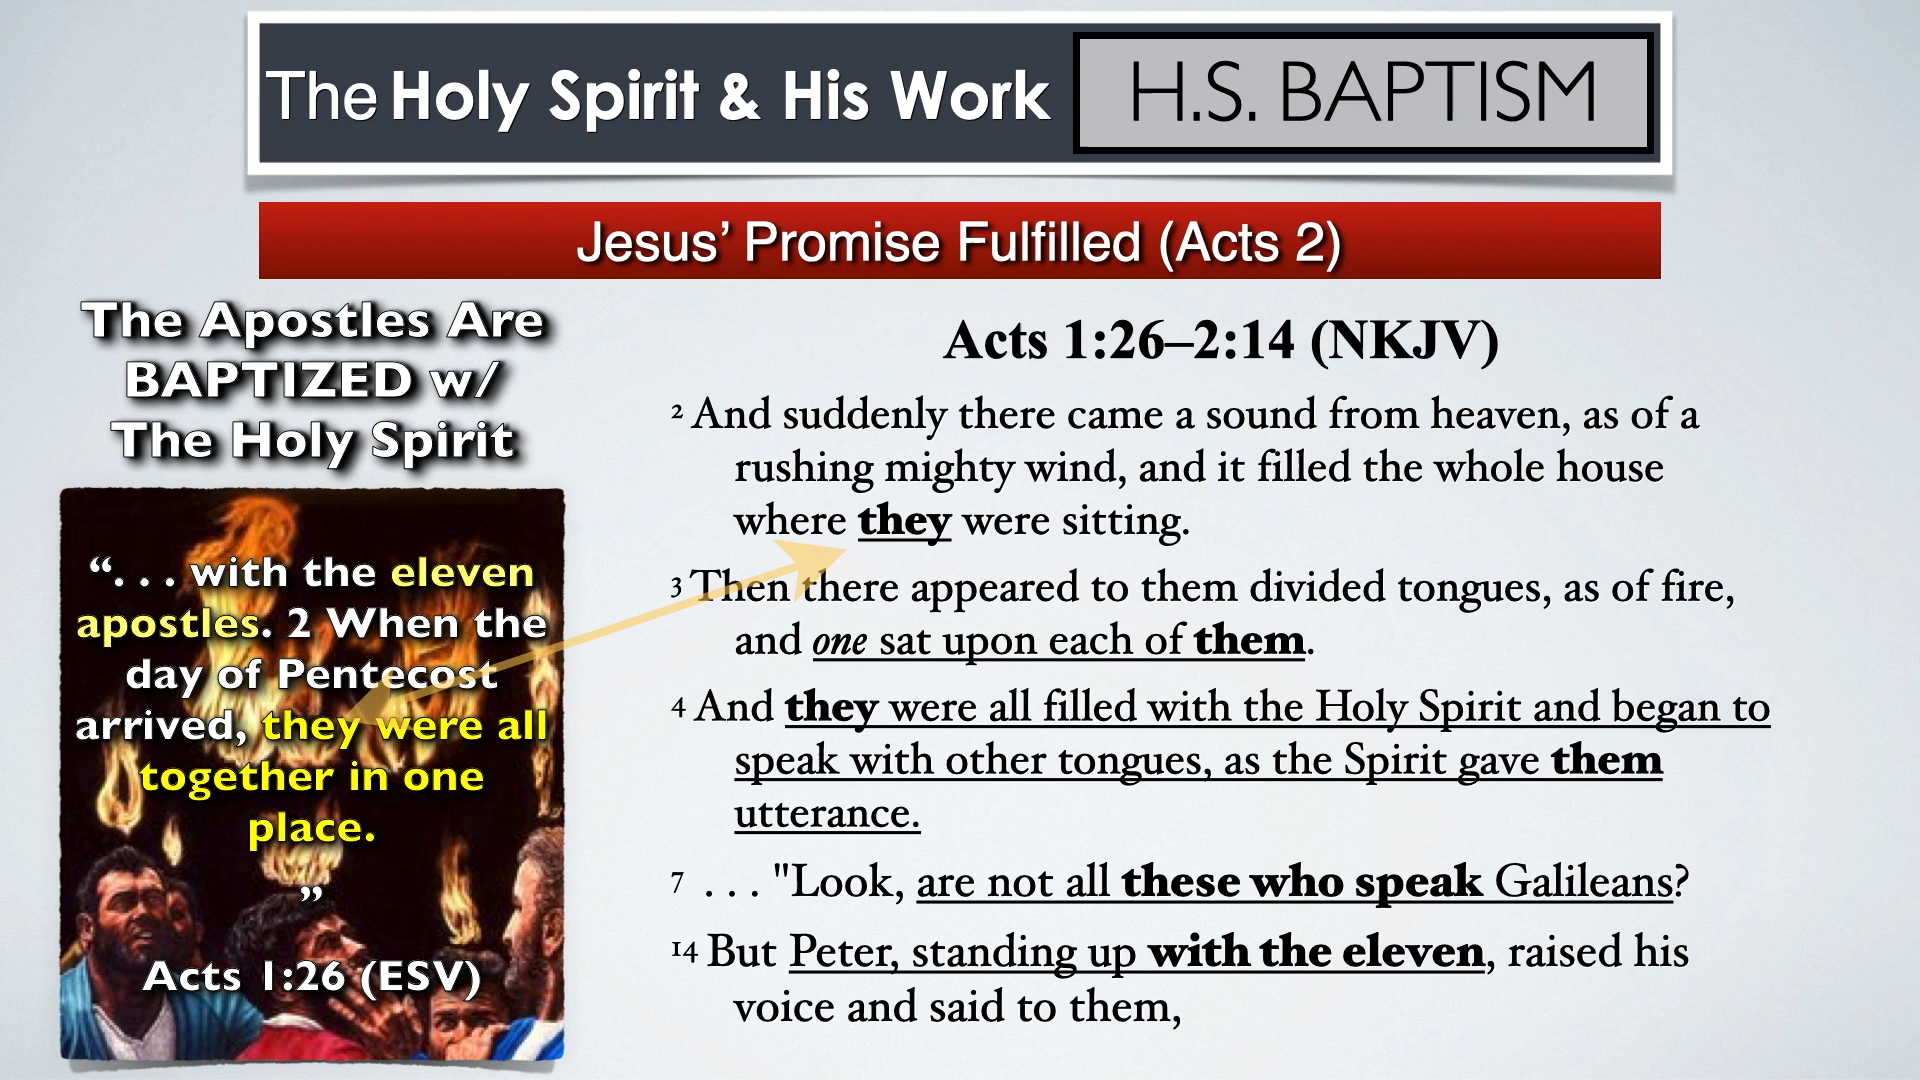 The Holy Spirit & His Work
H.S. BAPTISM
Jesus’ Promise Fulfilled (Acts 2)
The Apostles Are
BAPTIZED w/
The Holy Spirit
“. . . with the eleven
apostles. 2 When the
day of Pentecost
arrived, they were all
together in one
place.
”
Acts 1:26 (ESV)
Acts 1:26–2:14 (NKJV)
2 And suddenly there came a sound from heaven, as of a
rushing mighty wind, and it filled the whole house
where they were sitting.
3 Then there appeared to them divided tongues, as of fire,
and one sat upon each of them.
4 And they were all filled with the Holy Spirit and began to
speak with other tongues, as the Spirit gave them
utterance.
7 . . . "Look, are not all these who speak Galileans?
14 But Peter, standing up with the eleven, raised his
voice and said to them,